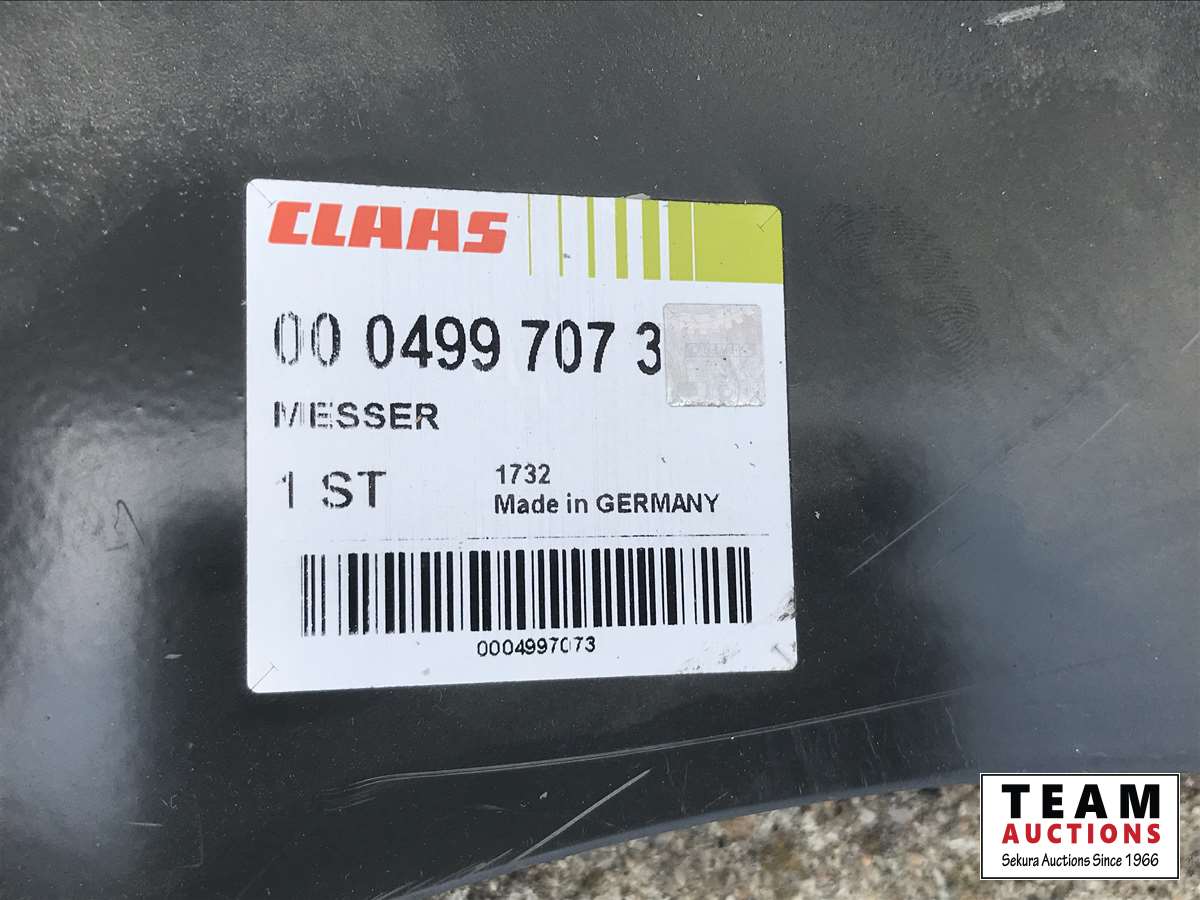 CLAAS
00 0499 707 3
MESSER
1 ST
1732
Made in GERMANY
0004997073
TEAM
AUCTIONS
Sekura Auctions Since 1966